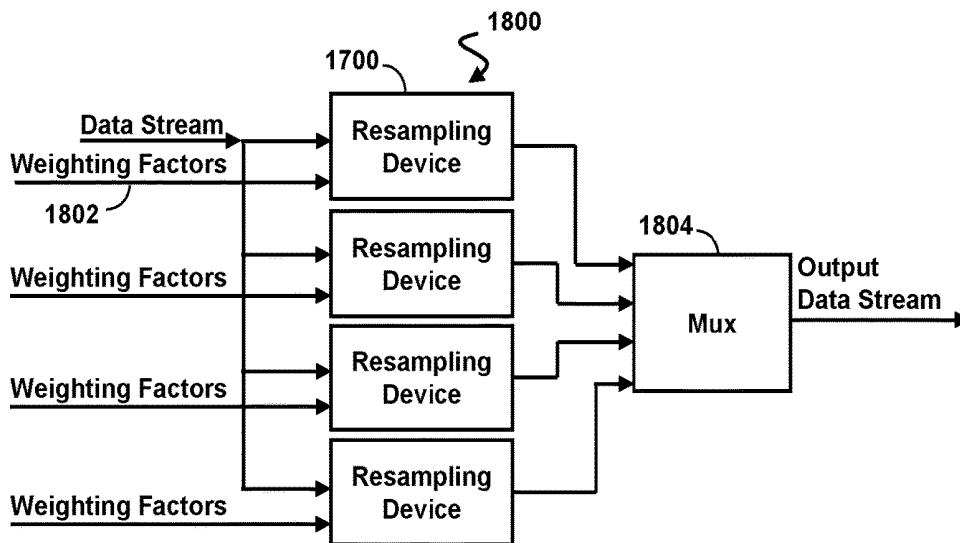 1800
1700
Data Stream
Resampling
Device
Weighting Factors
1802
Resampling
Device
Weighting Factors
1804
Mux
Output
Data Stream
Resampling
Device
Weighting Factors
Resampling
Device
Weighting Factors